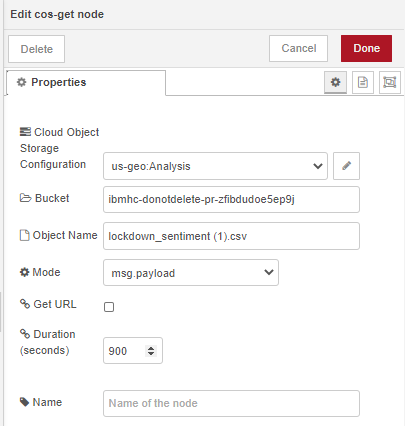 Edit cos-get node
Delete
Cancel
Done
Properties
Cloud Object
Storage
Configuration
us-geo:Analysis
Bucket
ibmhc-donotdelete-pr-zfibdudoe5ep9j
Object Name
lockdown_sentiment (1).csv
Mode
msg.payload
Get URL
Duration
(seconds)
900
Name
Name of the node